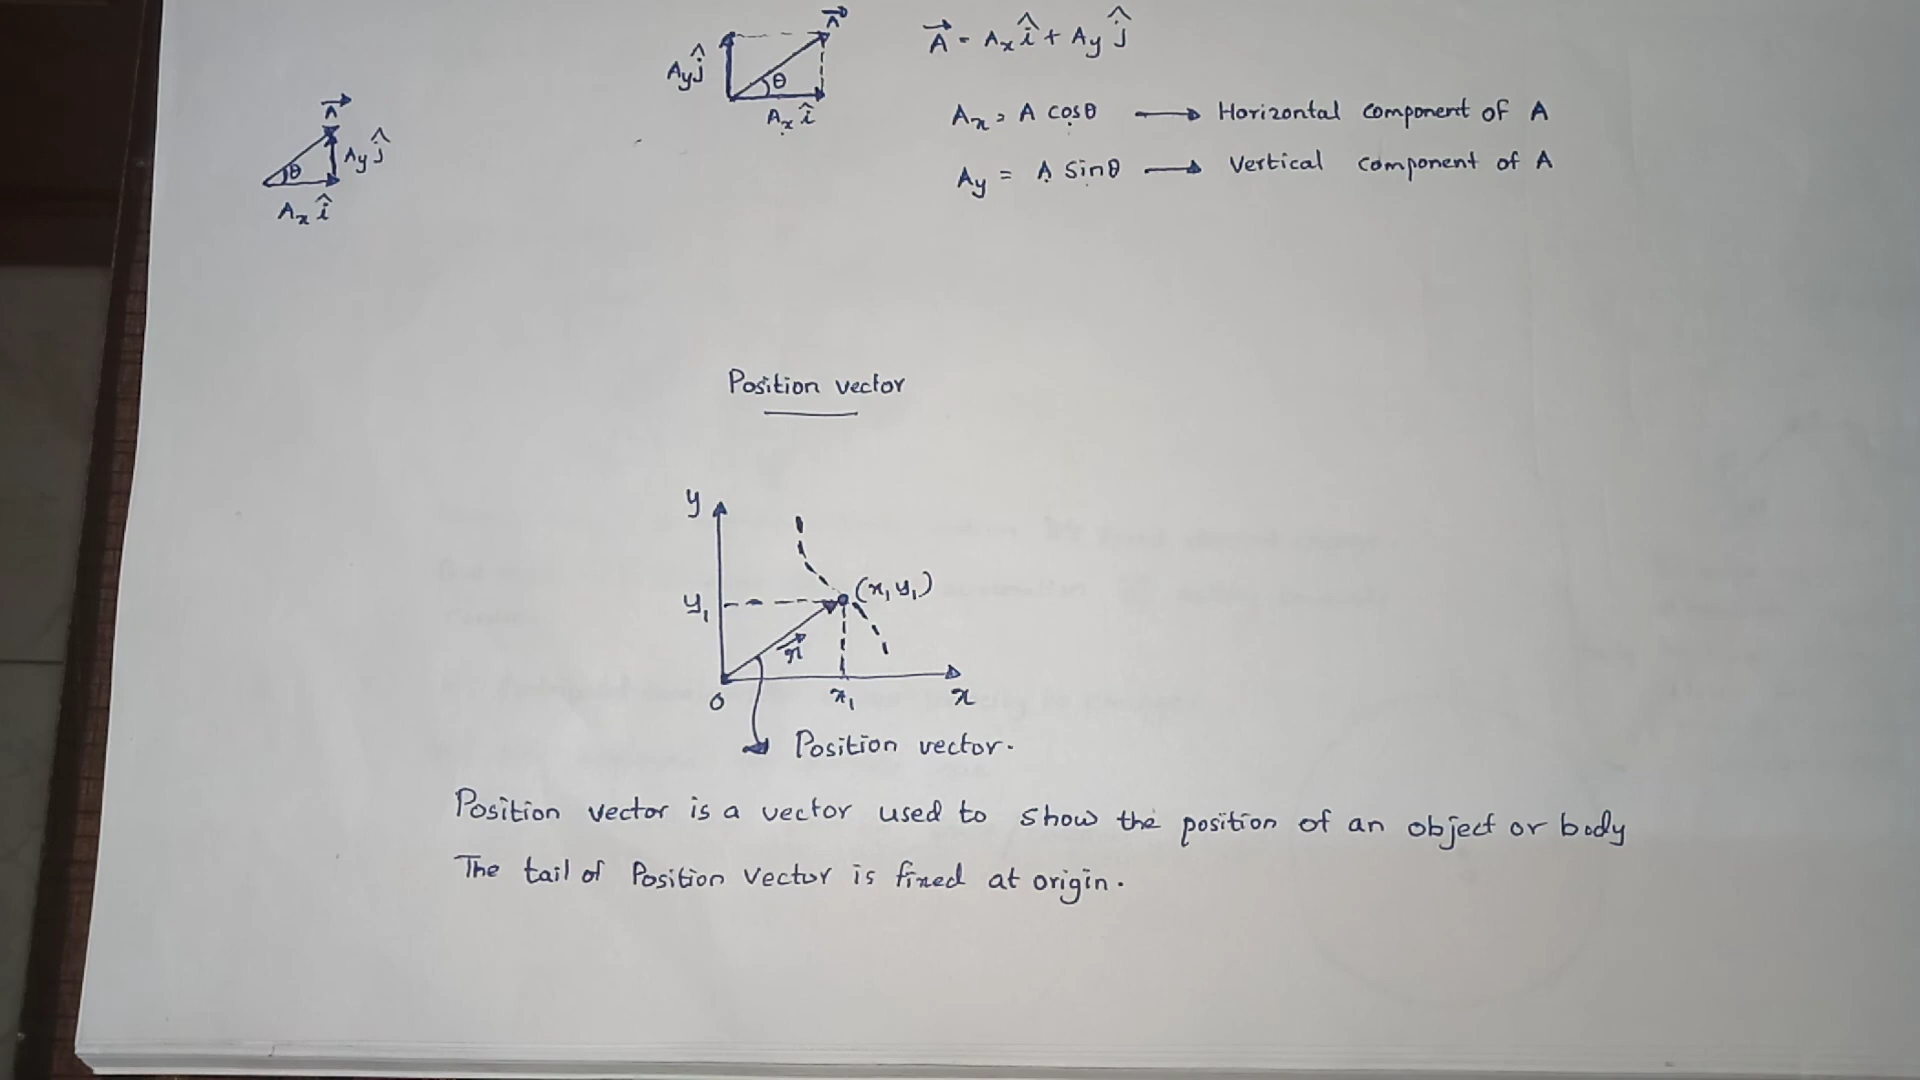 A⃗ = Aₓ î + Ay ĵ
A⃗
Ay ĵ
θ
Aₓ î
Aₓ = A cosθ → Horizontal component of A
Ay = A Sinθ → Vertical component of A
A⃗
Ay ĵ
θ
Aₓ î
Position vector
y
(x₁ y₁)
y₁
r⃗
0
x₁
x
Position vector.
Position vector is a vector used to show the position of an object or body
The tail of Position vector is fixed at origin.